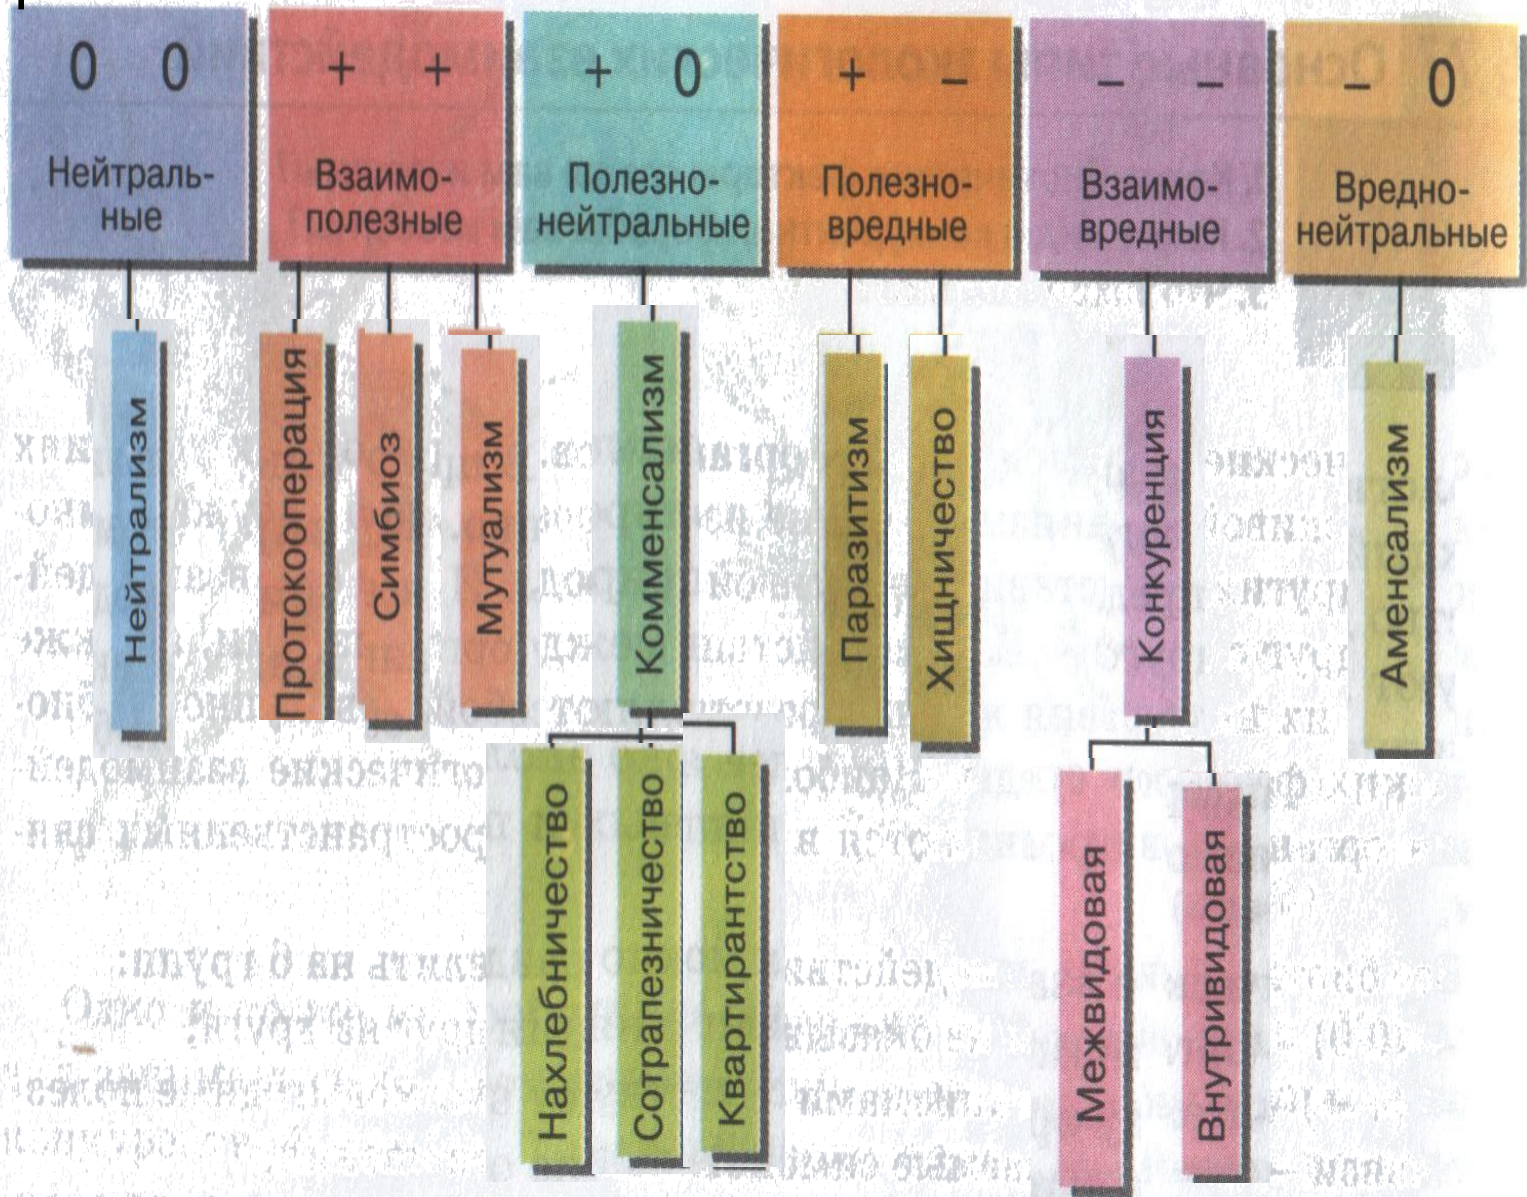 0 0
Нейтраль-
ные
+ +
Взаимо-
полезные
+ 0
Полезно-
нейтральные
+ –
Полезно-
вредные
– –
Взаимо-
вредные
– 0
Вредно-
нейтральные
Нейтрализм
Протокооперация
Симбиоз
Мутуализм
Комменсализм
Паразитизм
Хищничество
Конкуренция
Аменсализм
Нахлебничество
Сотрапезничество
Квартирантство
Межвидовая
Внутривидовая